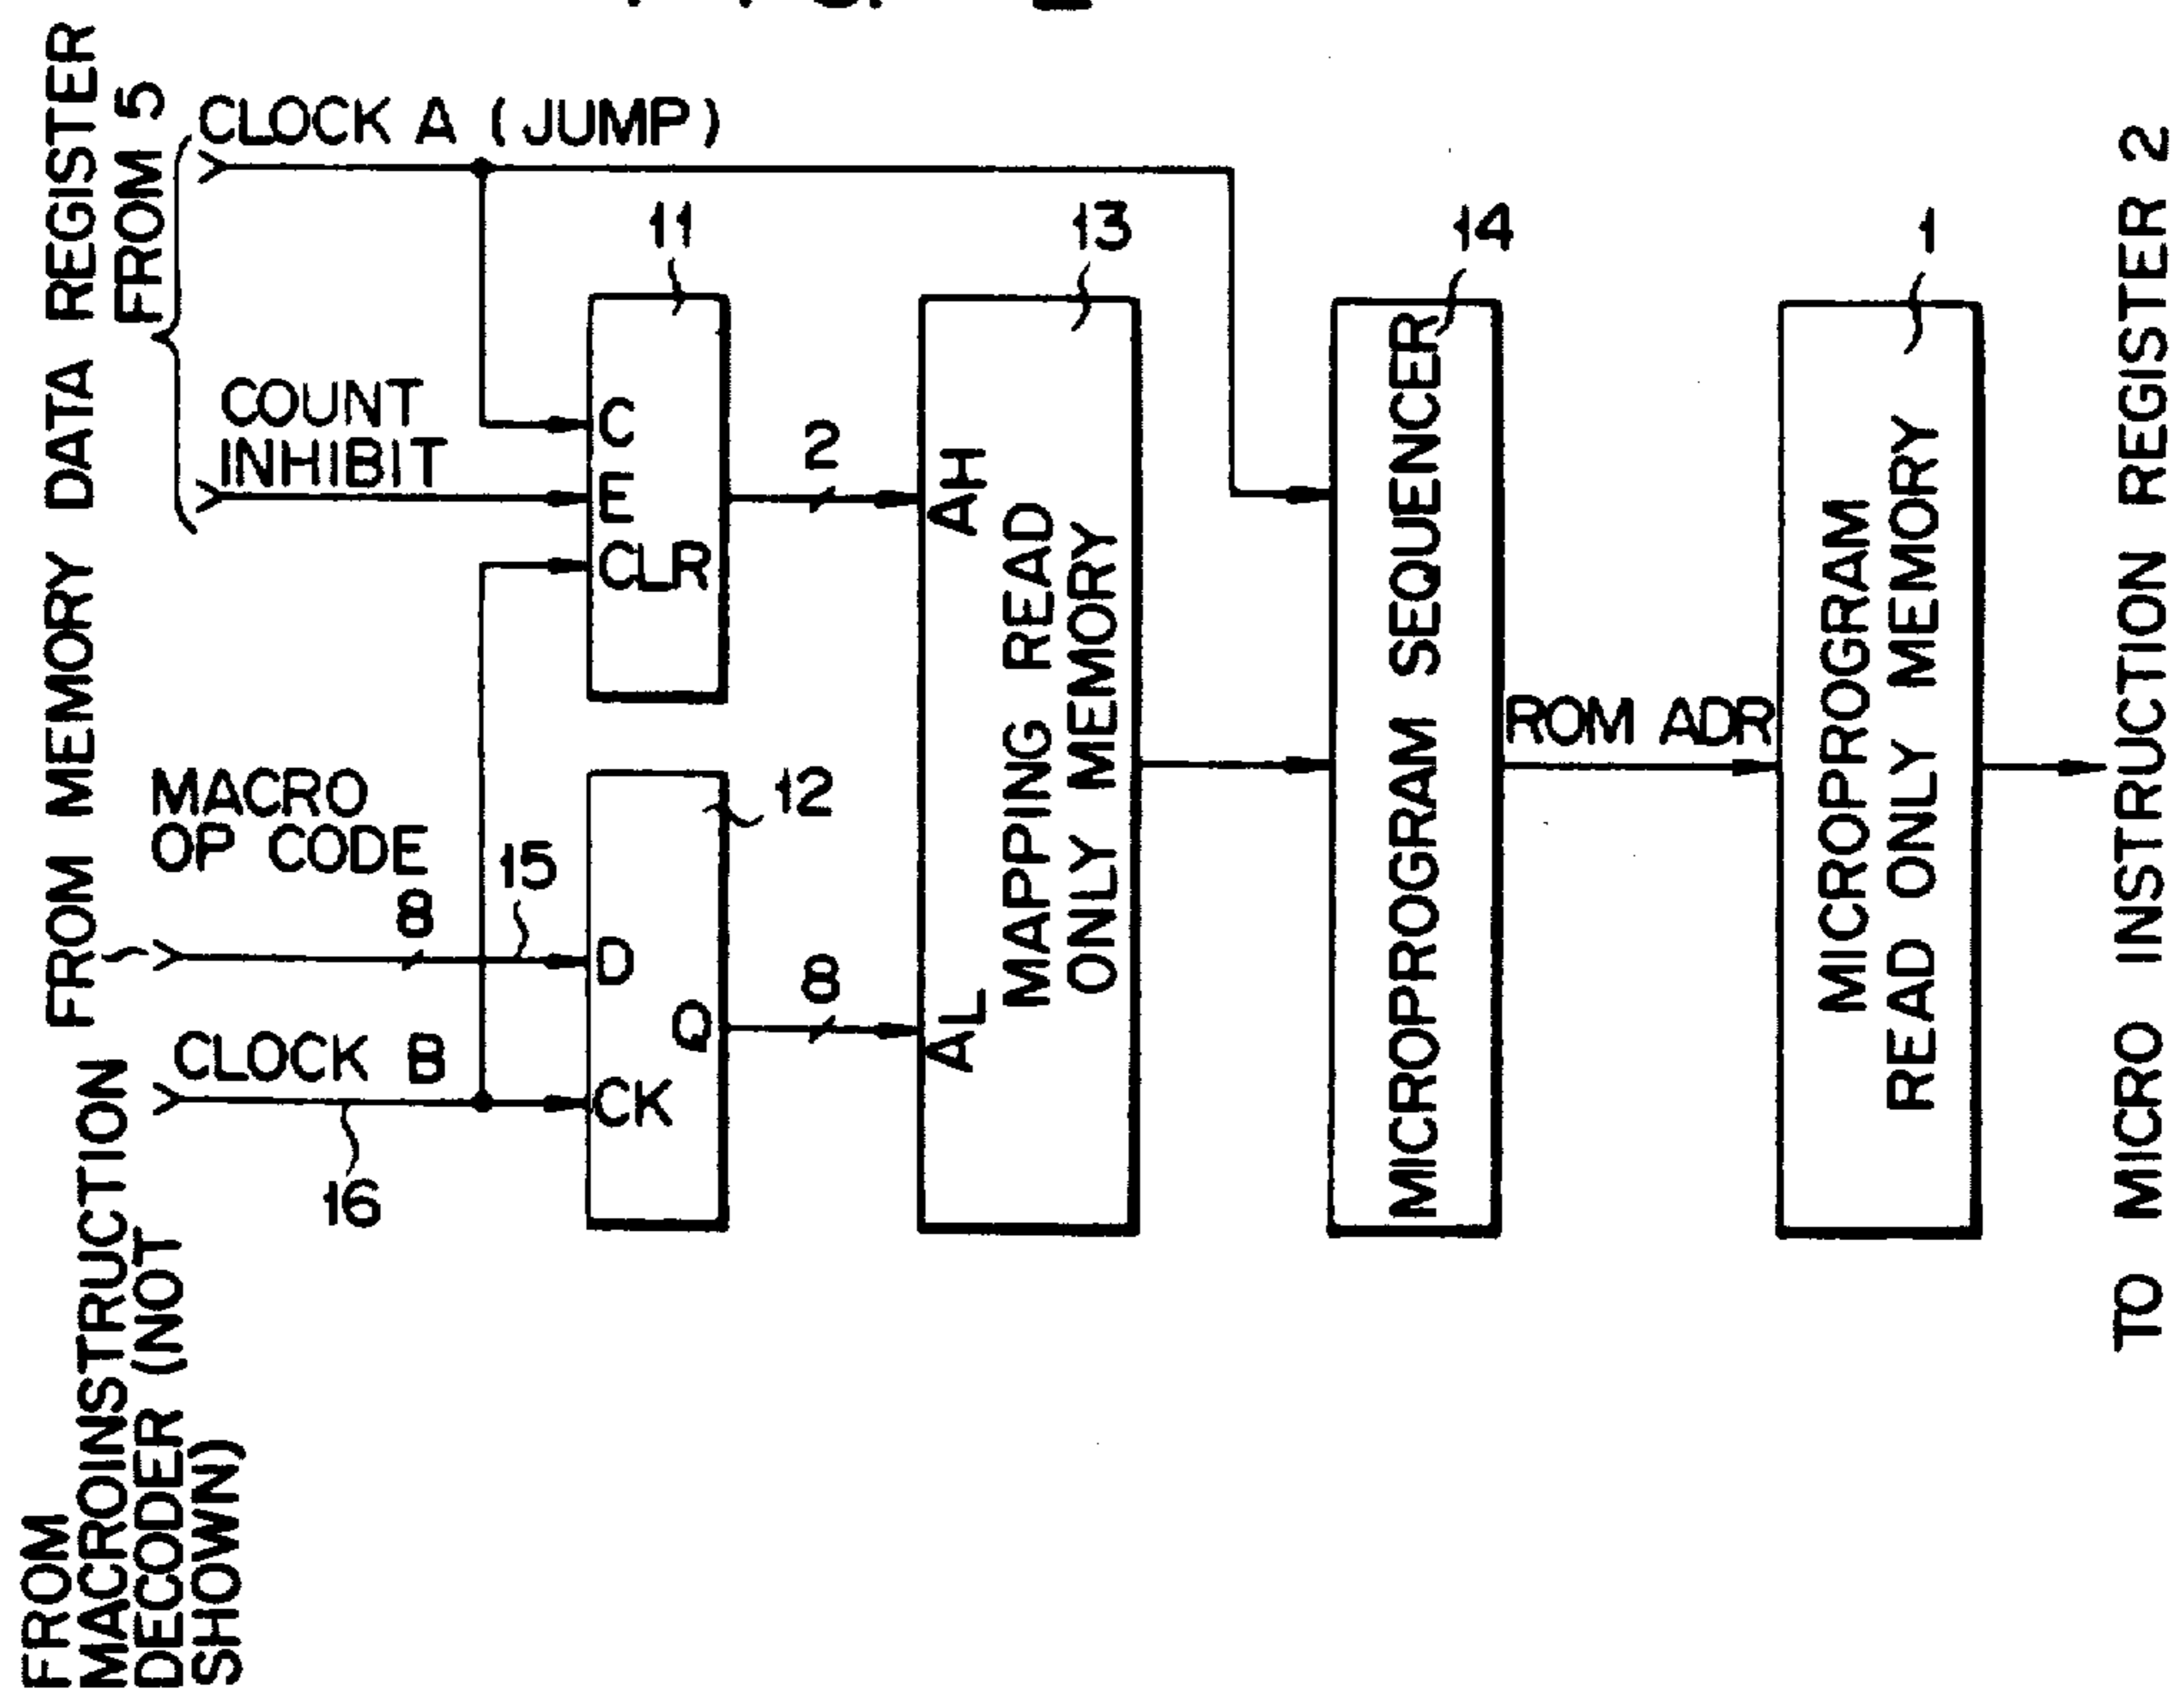 FROM MEMORY DATA REGISTER
FROM 5
CLOCK A (JUMP)
11
13
14
1
COUNT
INHIBIT
C
E
CLR
2
AH
MAPPING READ
ONLY MEMORY
MICROPROGRAM SEQUENCER
ROM ADR
MICROPROGRAM
READ ONLY MEMORY
TO MICRO INSTRUCTION REGISTER 2
MACRO
OP CODE
8
15
12
D
Q
8
AL
CLOCK B
CK
16
FROM
MACROINSTRUCTION
DECODER (NOT
SHOWN)